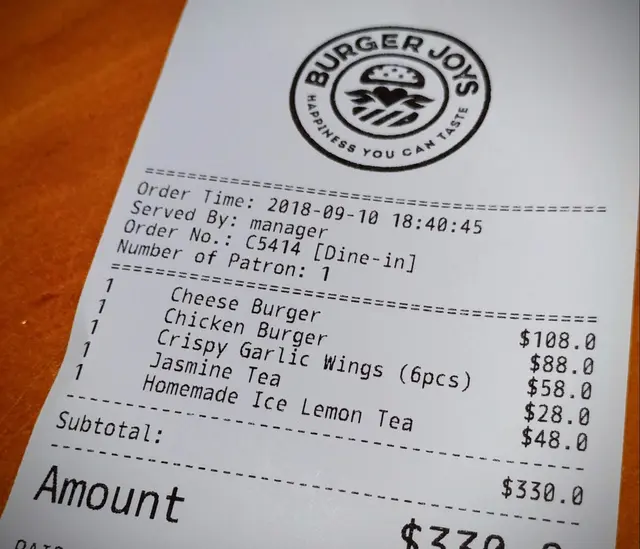 BURGER JOYS
HAPPINESS YOU CAN TASTE
Order Time: 2018-09-10 18:40:45
Served By: manager
Order No.: C5414 [Dine-in]
Number of Patron: 1
1 Cheese Burger $108.0
1 Chicken Burger $88.0
1 Crispy Garlic Wings (6pcs) $58.0
1 Jasmine Tea $28.0
1 Homemade Ice Lemon Tea $48.0
Subtotal: $330.0
Amount $330.0